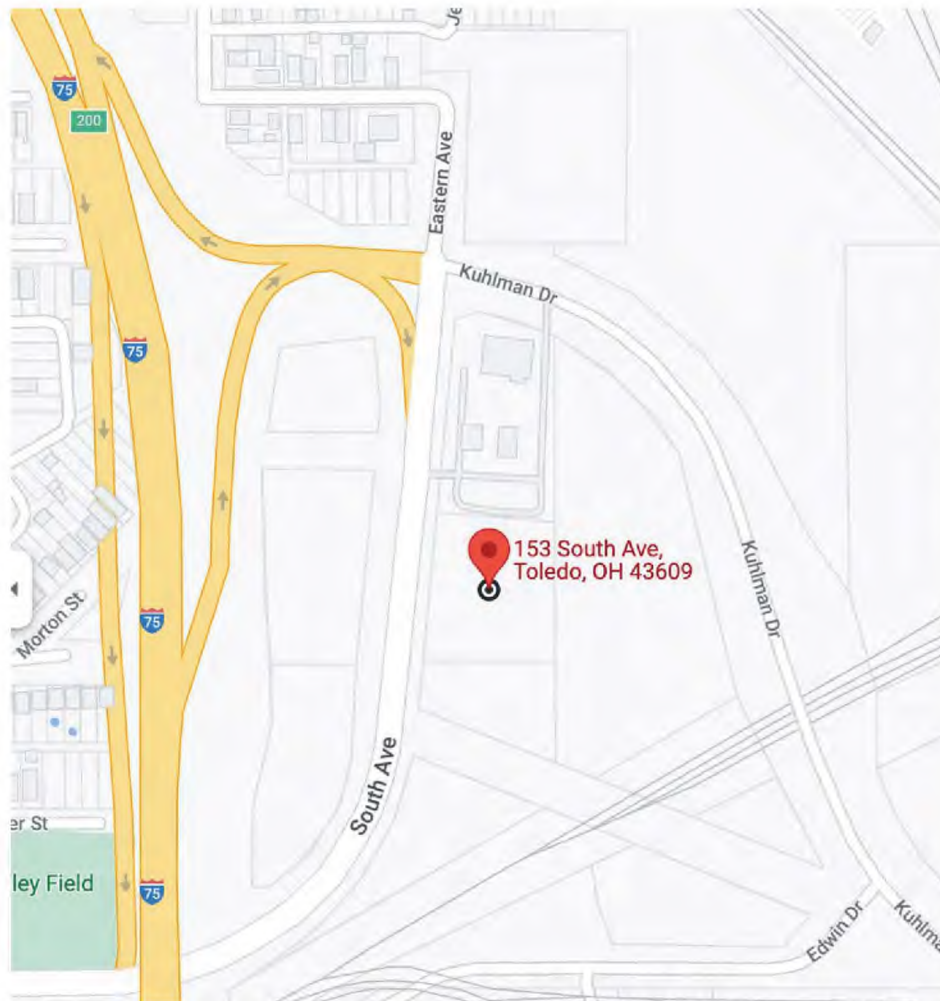 Je
75
200
Eastern Ave
Kuhlman Dr
75
153 South Ave,
Toledo, OH 43609
Kuhlman Dr
Morton St
75
South Ave
er St
ley Field
75
Edwin Dr
Kuhlma